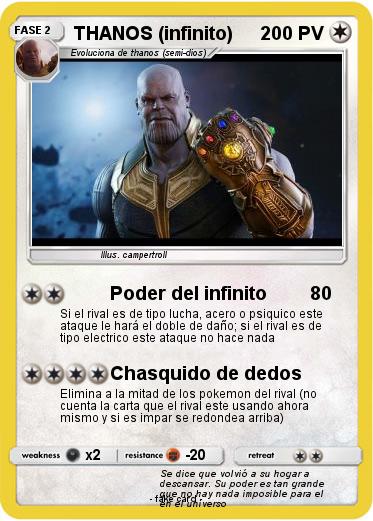 FASE 2
THANOS (infinito) 200 PV
Evoluciona de thanos (semi-dios)
Illus. campertroll
Poder del infinito 80
Si el rival es de tipo lucha, acero o psiquico este
ataque le hará el doble de daño; si el rival es de
tipo electrico este ataque no hace nada
Chasquido de dedos
Elimina a la mitad de los pokemon del rival (no
cuenta la carta que el rival este usando ahora
mismo y si es impar se redondea arriba)
weakness x2 resistance -20 retreat
Se dice que volvió a su hogar a
descansar. Su poder es tan grande
que no hay nada imposible para el
en el universo
- fake card -